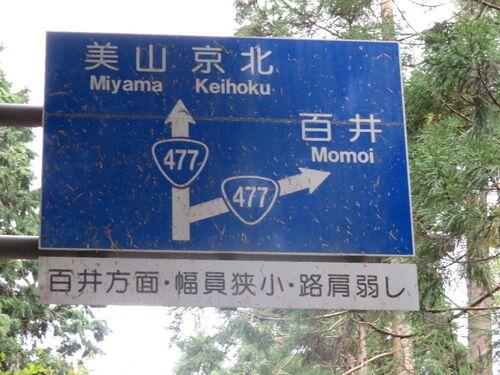 美山 京北
Miyama Keihoku
百井
Momoi
477
477
百井方面・幅員狭小・路肩弱し